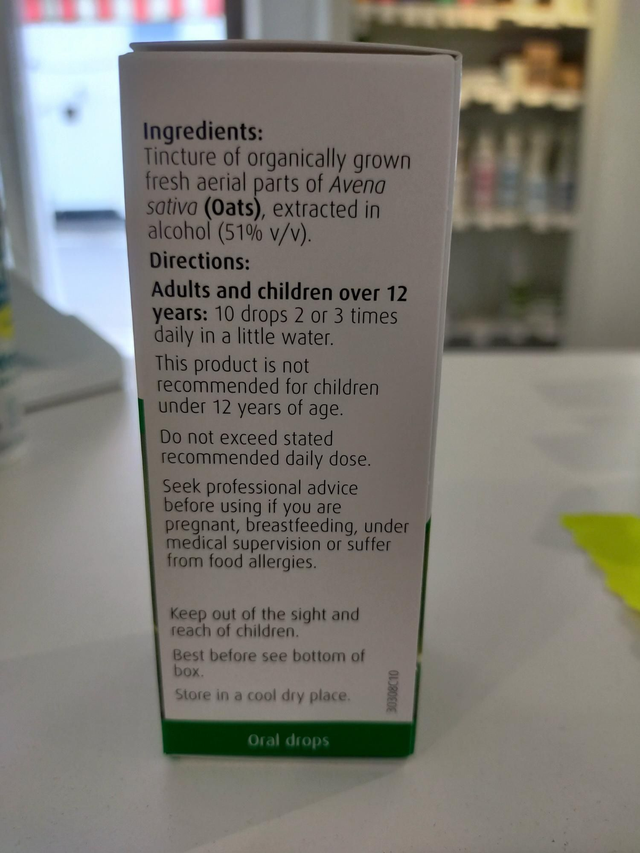 Ingredients:
Tincture of organically grown
fresh aerial parts of Avena
sativa (Oats), extracted in
alcohol (51% v/v).
Directions:
Adults and children over 12
years: 10 drops 2 or 3 times
daily in a little water.
This product is not
recommended for children
under 12 years of age.
Do not exceed stated
recommended daily dose.
Seek professional advice
before using if you are
pregnant, breastfeeding, under
medical supervision or suffer
from food allergies.
Keep out of the sight and
reach of children.
Best before see bottom of
box.
Store in a cool dry place.
30308C10
Oral drops